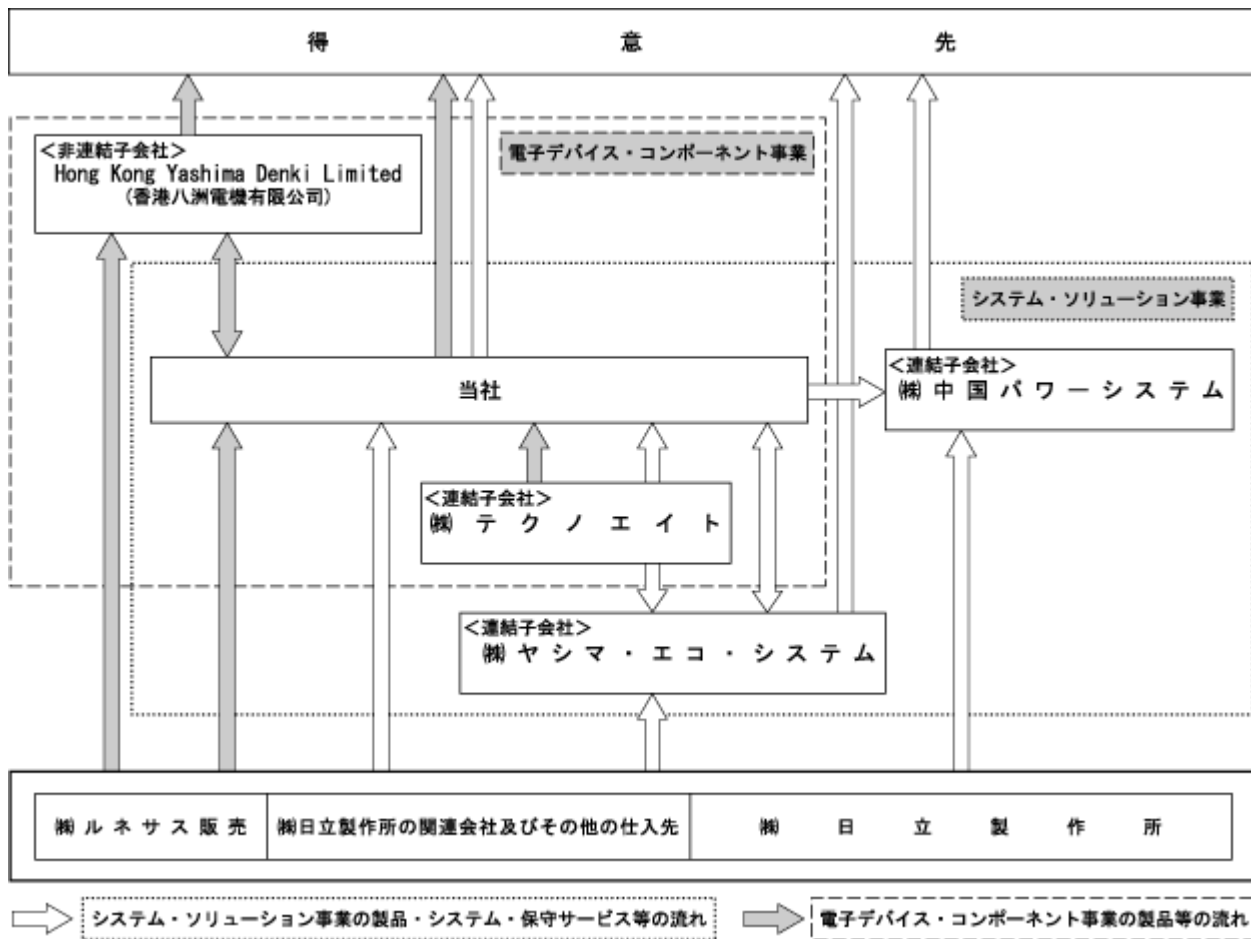 得意先
電子デバイス・コンポーネント事業
＜非連結子会社＞
Hong Kong Yashima Denki Limited
(香港八洲電機有限公司)
システム・ソリューション事業
＜連結子会社＞
㈱中国パワーシステム
当社
＜連結子会社＞
㈱テクノエイト
＜連結子会社＞
㈱ヤシマ・エコ・システム
㈱ルネサス販売
㈱日立製作所の関連会社及びその他の仕入先
㈱日立製作所
システム・ソリューション事業の製品・システム・保守サービス等の流れ
電子デバイス・コンポーネント事業の製品等の流れ